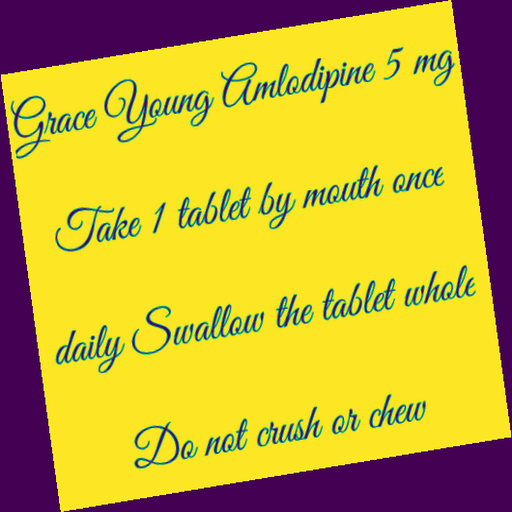 Grace Young Amlodipine 5 mg
Take 1 tablet by mouth once
daily Swallow the tablet whole
Do not crush or chew